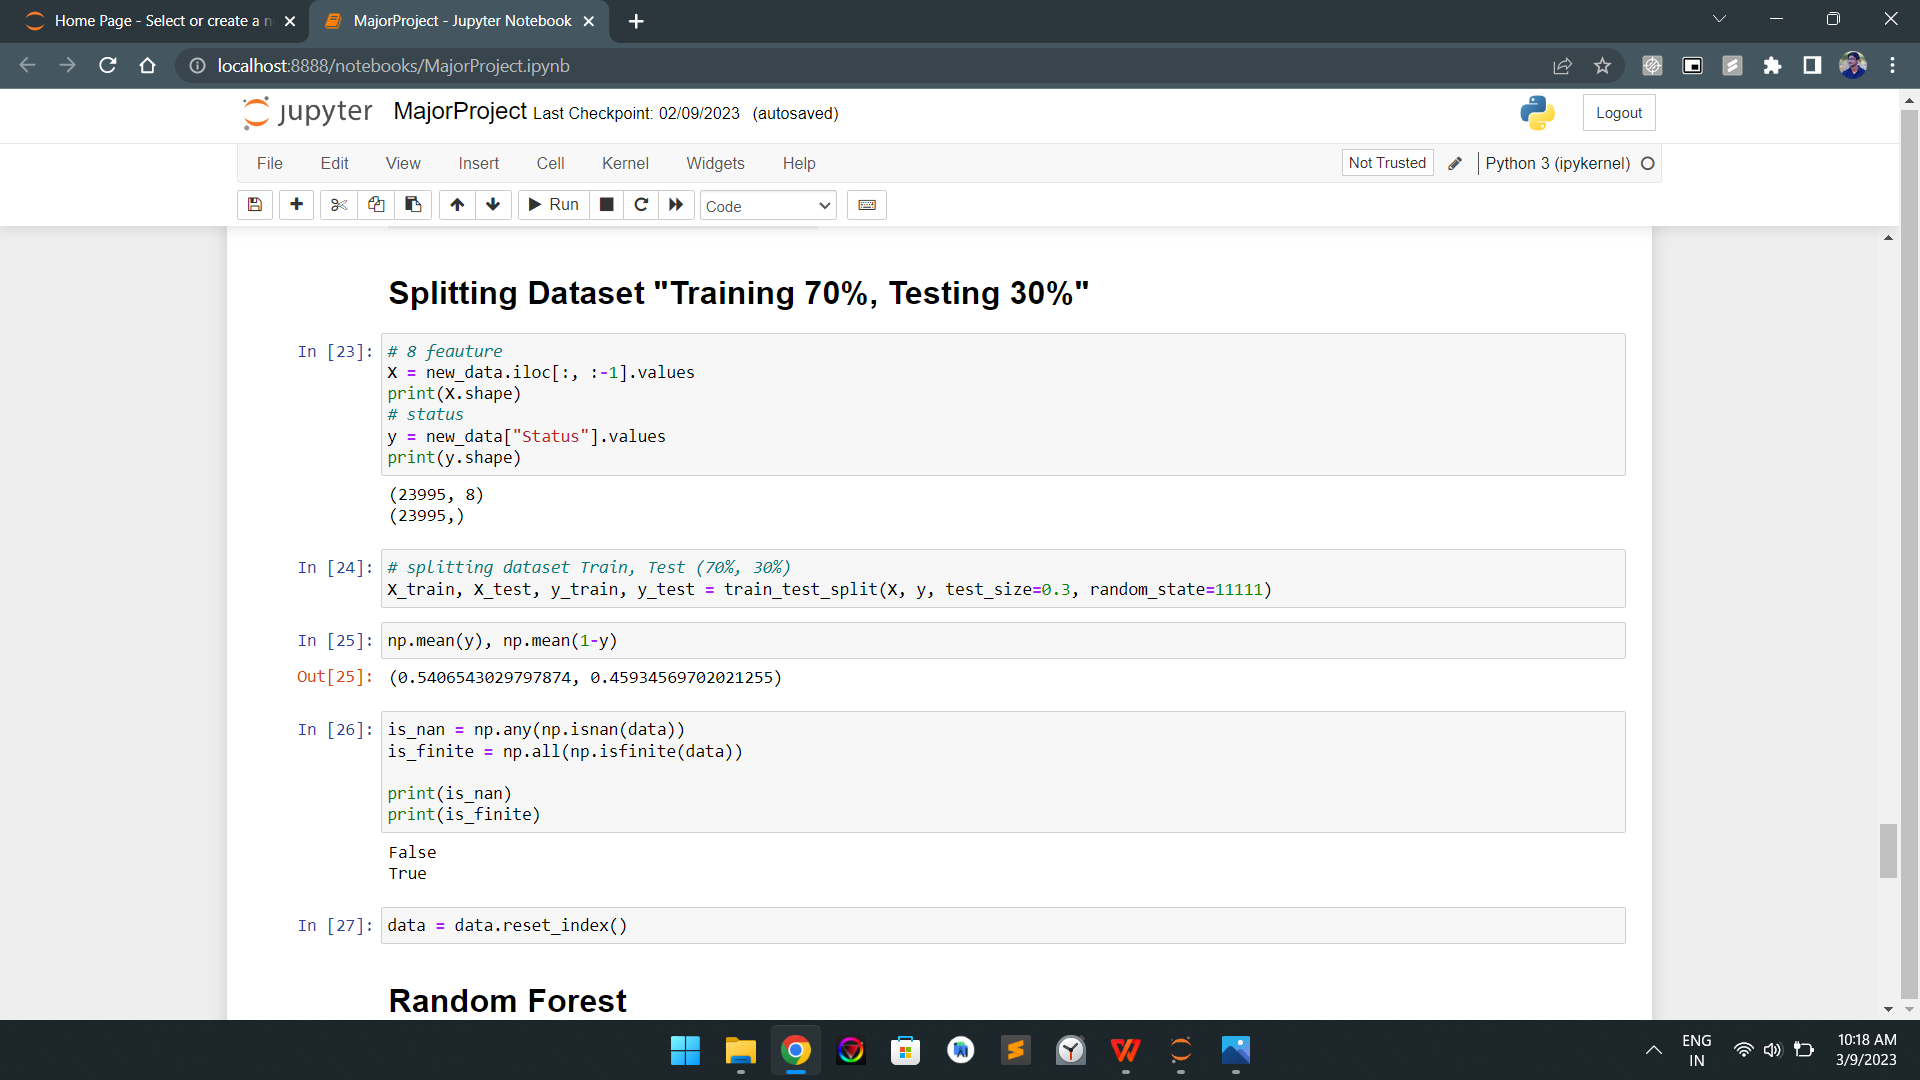 Home Page - Select or create a n
MajorProject - Jupyter Notebook
localhost:8888/notebooks/MajorProject.ipynb
jupyter
MajorProject Last Checkpoint: 02/09/2023 (autosaved)
Logout
File Edit View Insert Cell Kernel Widgets Help
Not Trusted
Python 3 (ipykernel)
Run
Code
Splitting Dataset "Training 70%, Testing 30%"
In [23]: # 8 feauture
X = new_data.iloc[:, :-1].values
print(X.shape)
# status
y = new_data["Status"].values
print(y.shape)
(23995, 8)
(23995,)
In [24]: # splitting dataset Train, Test (70%, 30%)
X_train, X_test, y_train, y_test = train_test_split(X, y, test_size=0.3, random_state=11111)
In [25]: np.mean(y), np.mean(1-y)
Out[25]: (0.5406543029797874, 0.45934569702021255)
In [26]: is_nan = np.any(np.isnan(data))
is_finite = np.all(np.isfinite(data))
print(is_nan)
print(is_finite)
False
True
In [27]: data = data.reset_index()
Random Forest
ENG
IN
10:18 AM
3/9/2023